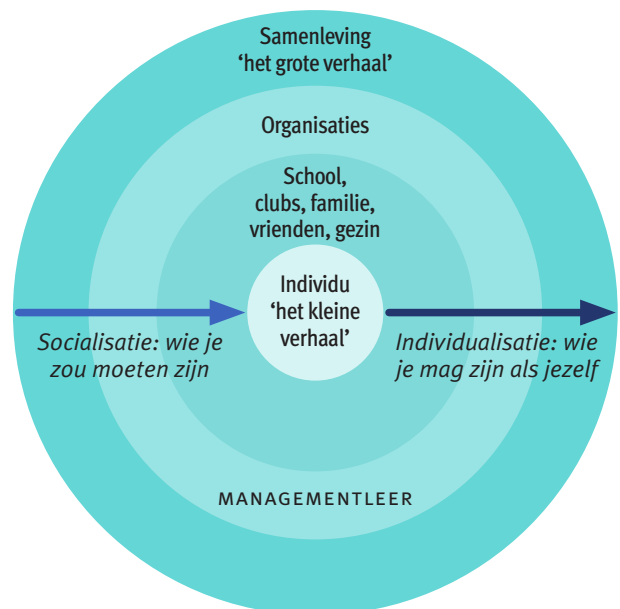 Samenleving
‘het grote verhaal’
Organisaties
School,
clubs, familie,
vrienden, gezin
Individu
‘het kleine
verhaal’
Socialisatie: wie je
zou moeten zijn
Individualisatie: wie
je mag zijn als jezelf
MANAGEMENTLEER